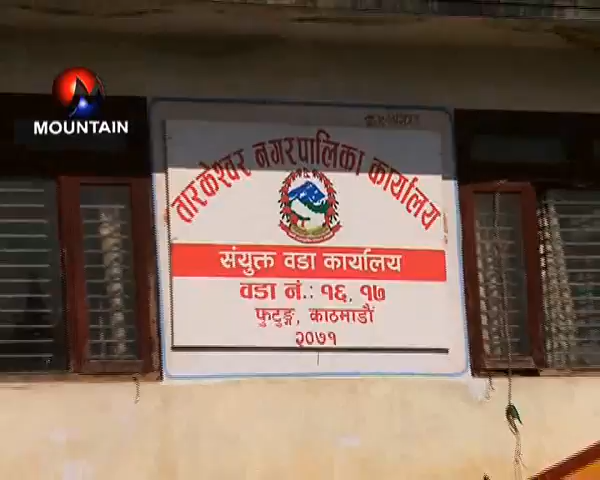 MOUNTAIN
तारकेश्वर नगरपालिका कार्यालय
संयुक्त वडा कार्यालय
वडा नं.: १६, १७
फुटुङ्ग, काठमाडौं
२०७१